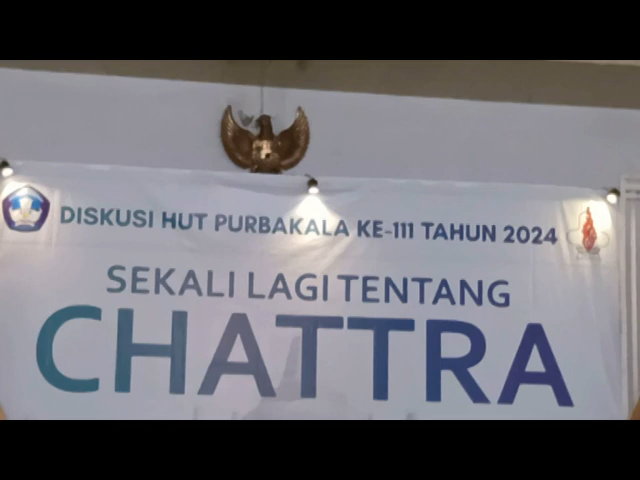 DISKUSI HUT PURBAKALA KE-111 TAHUN 2024
SEKALI LAGI TENTANG
CHATTRA